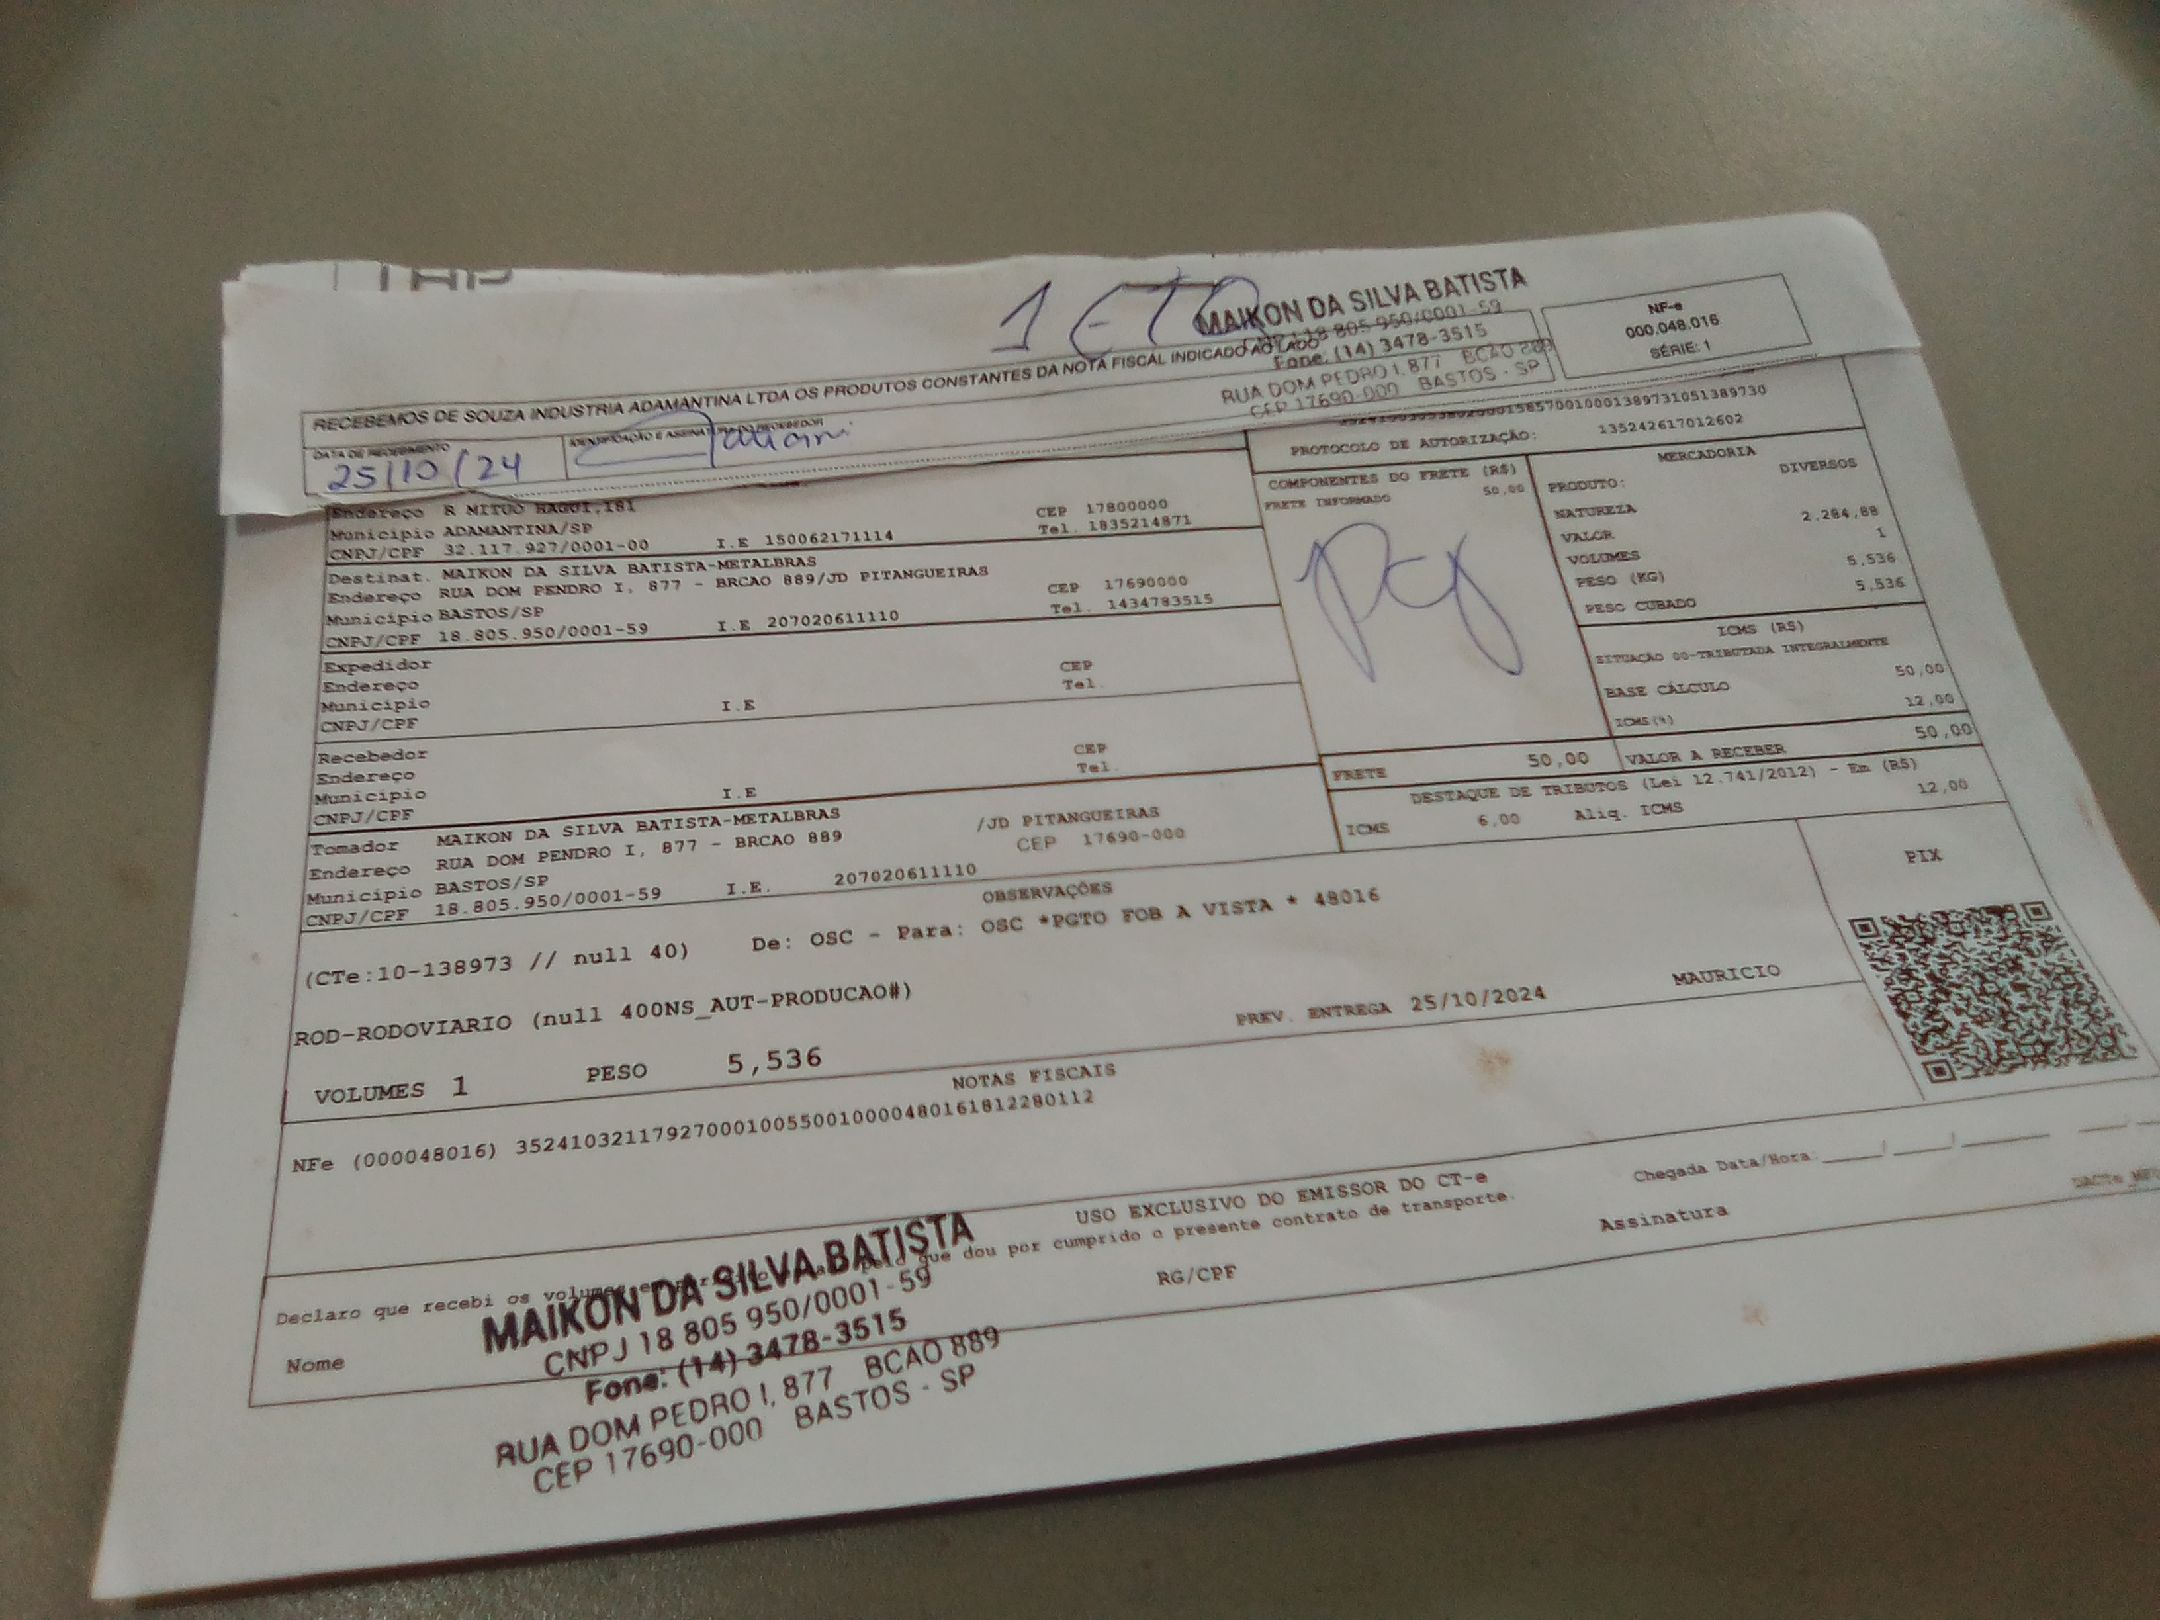 1 ETQ
MAIKON DA SILVA BATISTA
18 805 950/0001-59
Fone: (14) 3478-3515
RUA DOM PEDRO I, 877 BCAO 889
CEP 17690-000 BASTOS - SP
NF-e
000.048.016
SÉRIE: 1
RECEBEMOS DE SOUZA INDUSTRIA ADAMANTINA LTDA OS PRODUTOS CONSTANTES DA NOTA FISCAL INDICADO AO LADO
DATA DE RECEBIMENTO
25/10/24
IDENTIFICAÇÃO E ASSINATURA DO RECEBEDOR
PROTOCOLO DE AUTORIZAÇÃO: 135242617012602
Endereço R MITUO HAGUI,181 CEP 17800000
Município ADAMANTINA/SP Tel. 1835214871
CNPJ/CPF 32.117.927/0001-00 I.E 150062171114
Destinat. MAIKON DA SILVA BATISTA-METALBRAS
Endereço RUA DOM PENDRO I, 877 - BRCAO 889/JD PITANGUEIRAS CEP 17690000
Município BASTOS/SP Tel. 1434783515
CNPJ/CPF 18.805.950/0001-59 I.E 207020611110
Expedidor
Endereço CEP
Município Tel.
CNPJ/CPF I.E
Recebedor
Endereço CEP
Município Tel.
CNPJ/CPF I.E
Tomador MAIKON DA SILVA BATISTA-METALBRAS
Endereço RUA DOM PENDRO I, 877 - BRCAO 889 /JD PITANGUEIRAS
Município BASTOS/SP CEP 17690-000
CNPJ/CPF 18.805.950/0001-59 I.E. 207020611110
COMPONENTES DO FRETE (R$)
FRETE INFORMADO 50,00
pg
MERCADORIA
PRODUTO: DIVERSOS
NATUREZA
VALOR 2,284,88
VOLUMES 1
PESO (KG) 5,536
PESO CUBADO 5,536
ICMS (R$)
SITUAÇÃO 00-TRIBUTADA INTEGRALMENTE
BASE CÁLCULO 50,00
ICMS(%) 12,00
FRETE 50,00 VALOR A RECEBER 50,00
DESTAQUE DE TRIBUTOS (Lei 12.741/2012) - Em (R$)
ICMS 6,00 Aliq. ICMS 12,00
OBSERVAÇÕES
(CTe:10-138973 // null 40) De: OSC - Para: OSC *PGTO FOB A VISTA * 48016
ROD-RODOVIARIO (null 400NS_AUT-PRODUCAO#)
PREV. ENTREGA 25/10/2024 MAURICIO
PIX
VOLUMES 1 PESO 5,536
NOTAS FISCAIS
NFe (000048016) 35241032117927000100550010000480161812280112
USO EXCLUSIVO DO EMISSOR DO CT-e
Declaro que recebi os volumes que dou por cumprido o presente contrato de transporte.
Chegada Data/Hora:
Nome RG/CPF Assinatura
MAIKON DA SILVA BATISTA
CNPJ 18 805 950/0001-59
Fone: (14) 3478-3515
RUA DOM PEDRO I, 877 BCAO 889
CEP 17690-000 BASTOS - SP